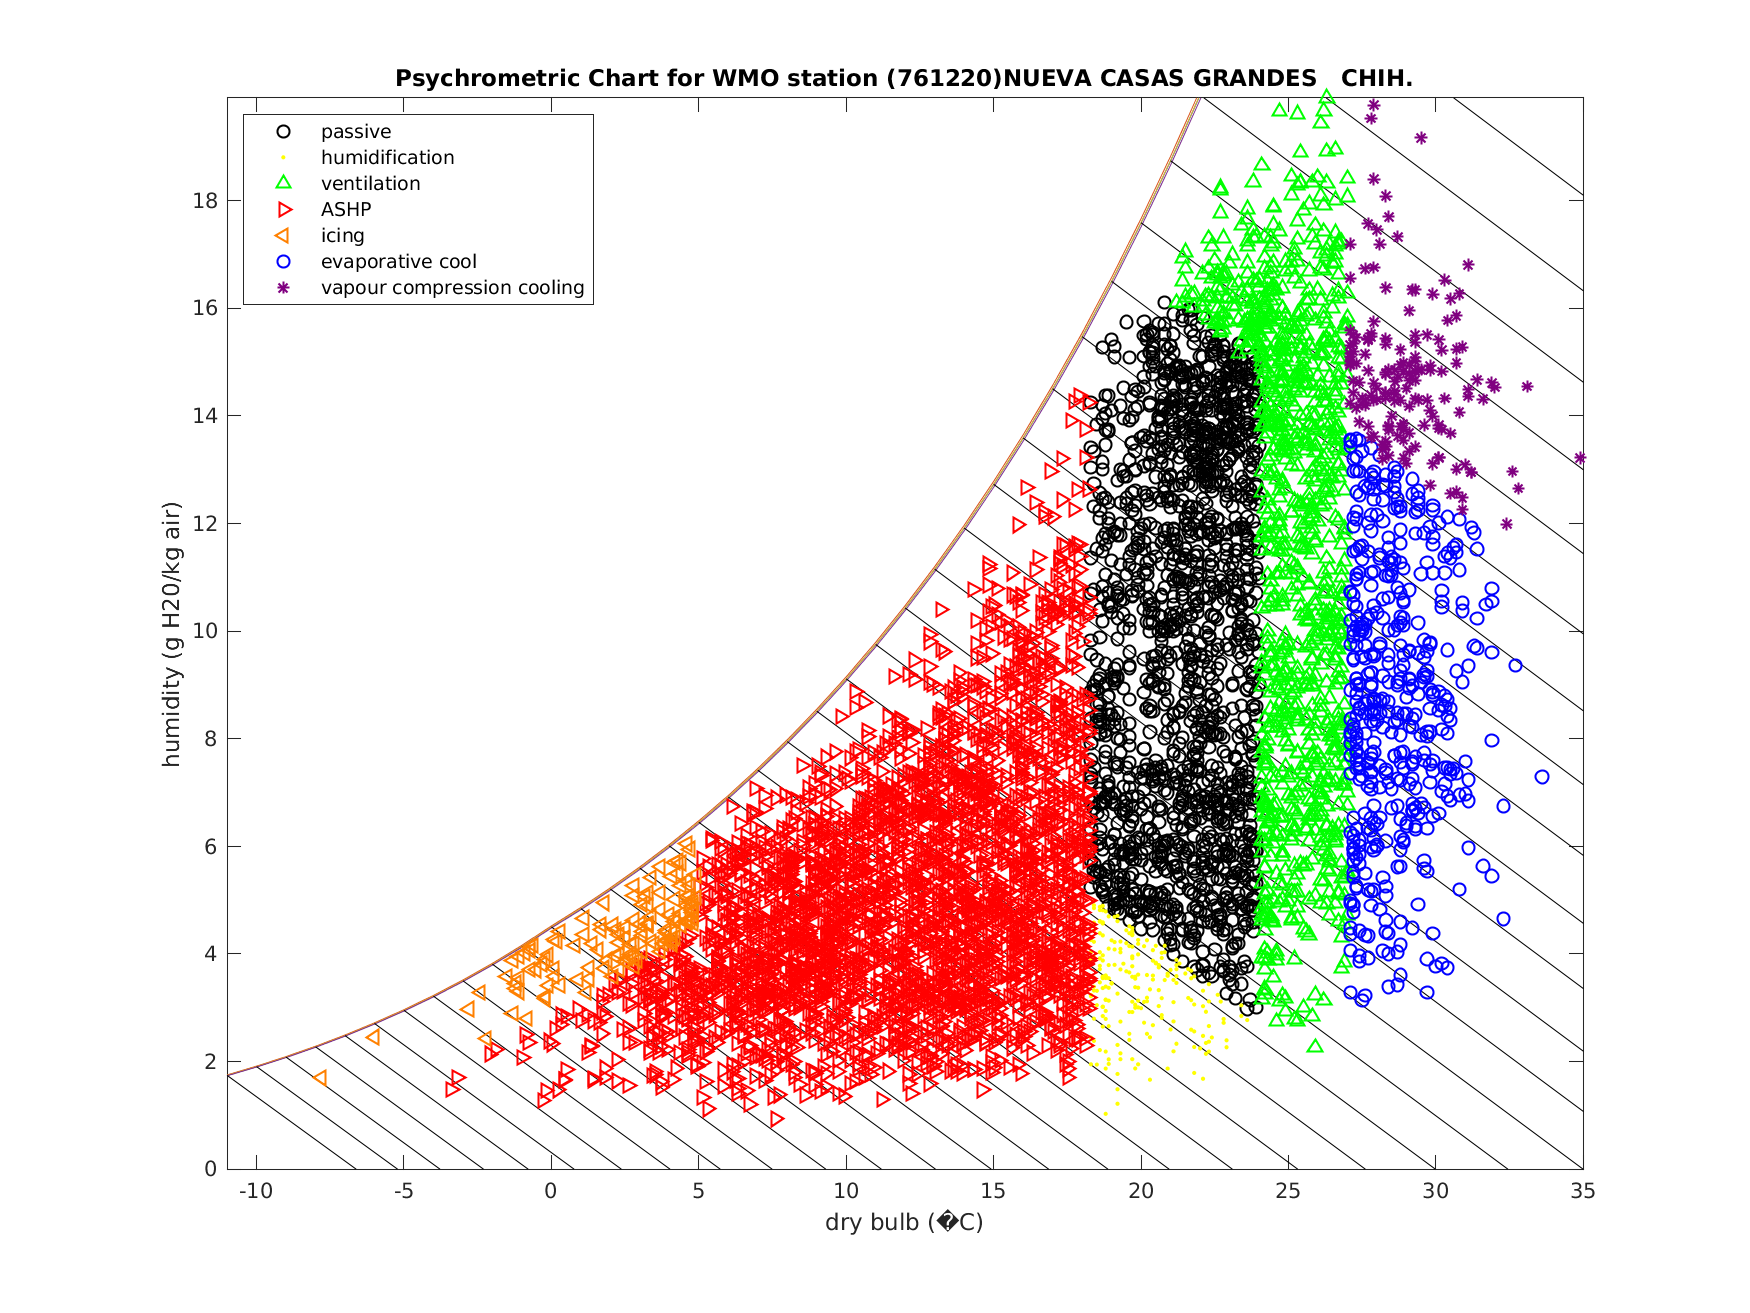 Psychrometric Chart for WMO station (761220)NUEVA CASAS GRANDES   CHIH.
passive
humidification
ventilation
ASHP
icing
evaporative cool
vapour compression cooling
humidity (g H20/kg air)
18
16
14
12
10
8
6
4
2
0
-10
-5
0
5
10
15
20
25
30
35
dry bulb (�C)